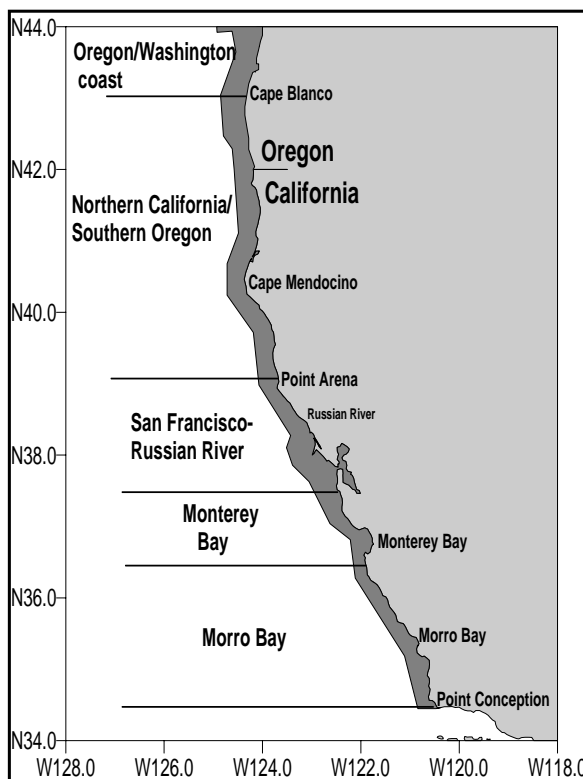 N44.0
Oregon/Washington
coast
Cape Blanco
Oregon
N42.0
California
Northern California/
Southern Oregon
Cape Mendocino
N40.0
Point Arena
San Francisco-
Russian River
Russian River
N38.0
Monterey
Bay
Monterey Bay
N36.0
Morro Bay
Morro Bay
Point Conception
N34.0
W128.0 W126.0 W124.0 W122.0 W120.0 W118.0